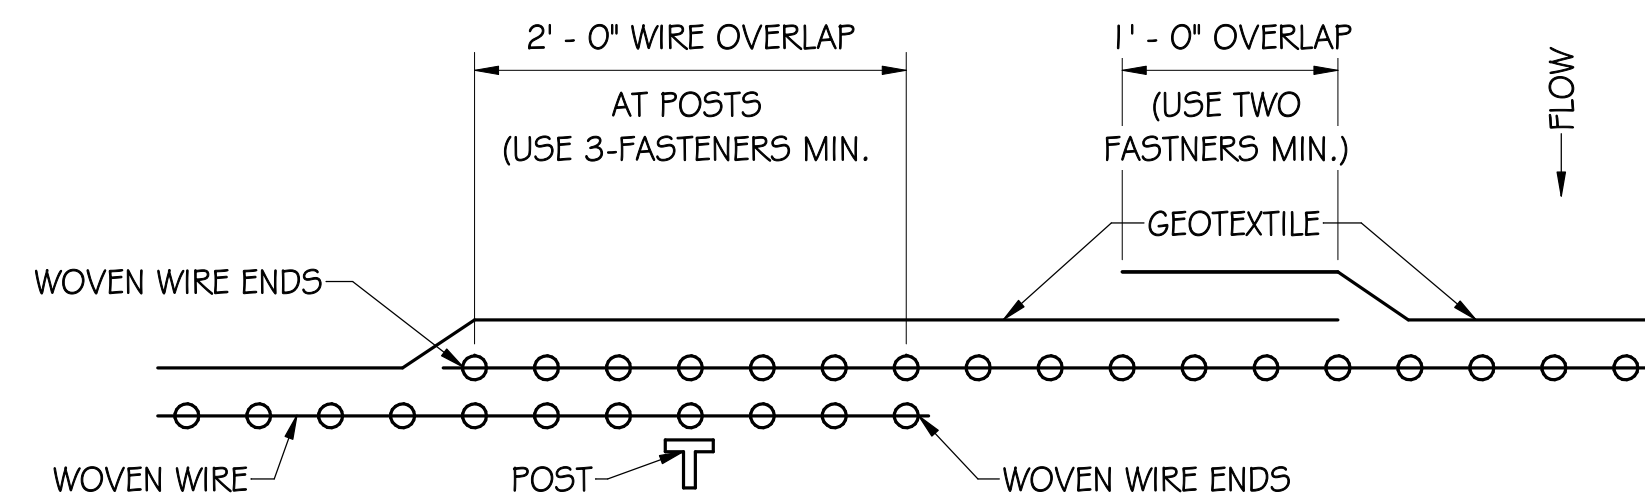 2' - 0" WIRE OVERLAP
AT POSTS
(USE 3-FASTENERS MIN.
1' - 0" OVERLAP
(USE TWO
FASTNERS MIN.)
FLOW
GEOTEXTILE
WOVEN WIRE ENDS
WOVEN WIRE
POST
WOVEN WIRE ENDS